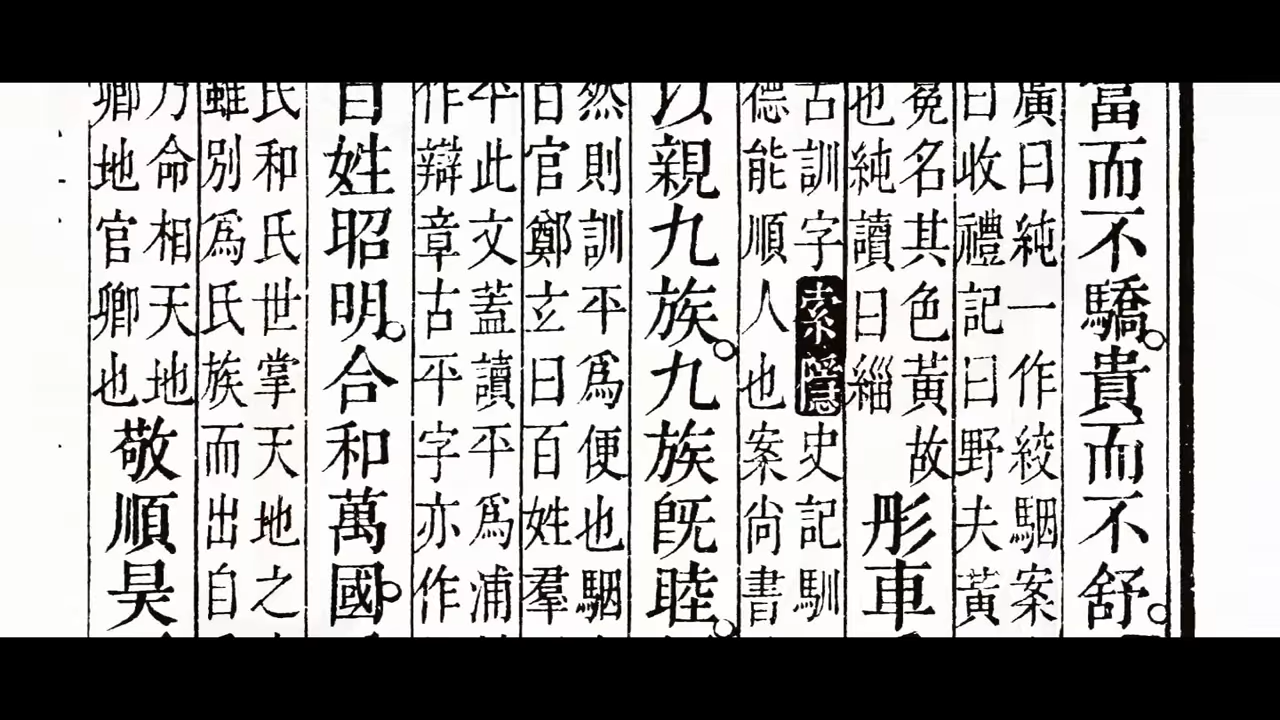 富而不驕。貴而不舒。
廣曰純一作絞駰案
曰收禮記曰野夫黃
冕名其色黃故
也純讀曰緇
彤車
古訓字索隱史記馴
德能順人也案尚書
以親九族。九族旣睦。
然則訓平爲便也駰
百官鄭玄曰百姓羣
平此文蓋讀平爲浦
作辯章古平字亦作
百姓昭明。合和萬國。
氏和氏世掌天地之
雖別爲氏族而出自
乃命相天地
卿地官卿也
敬順昊